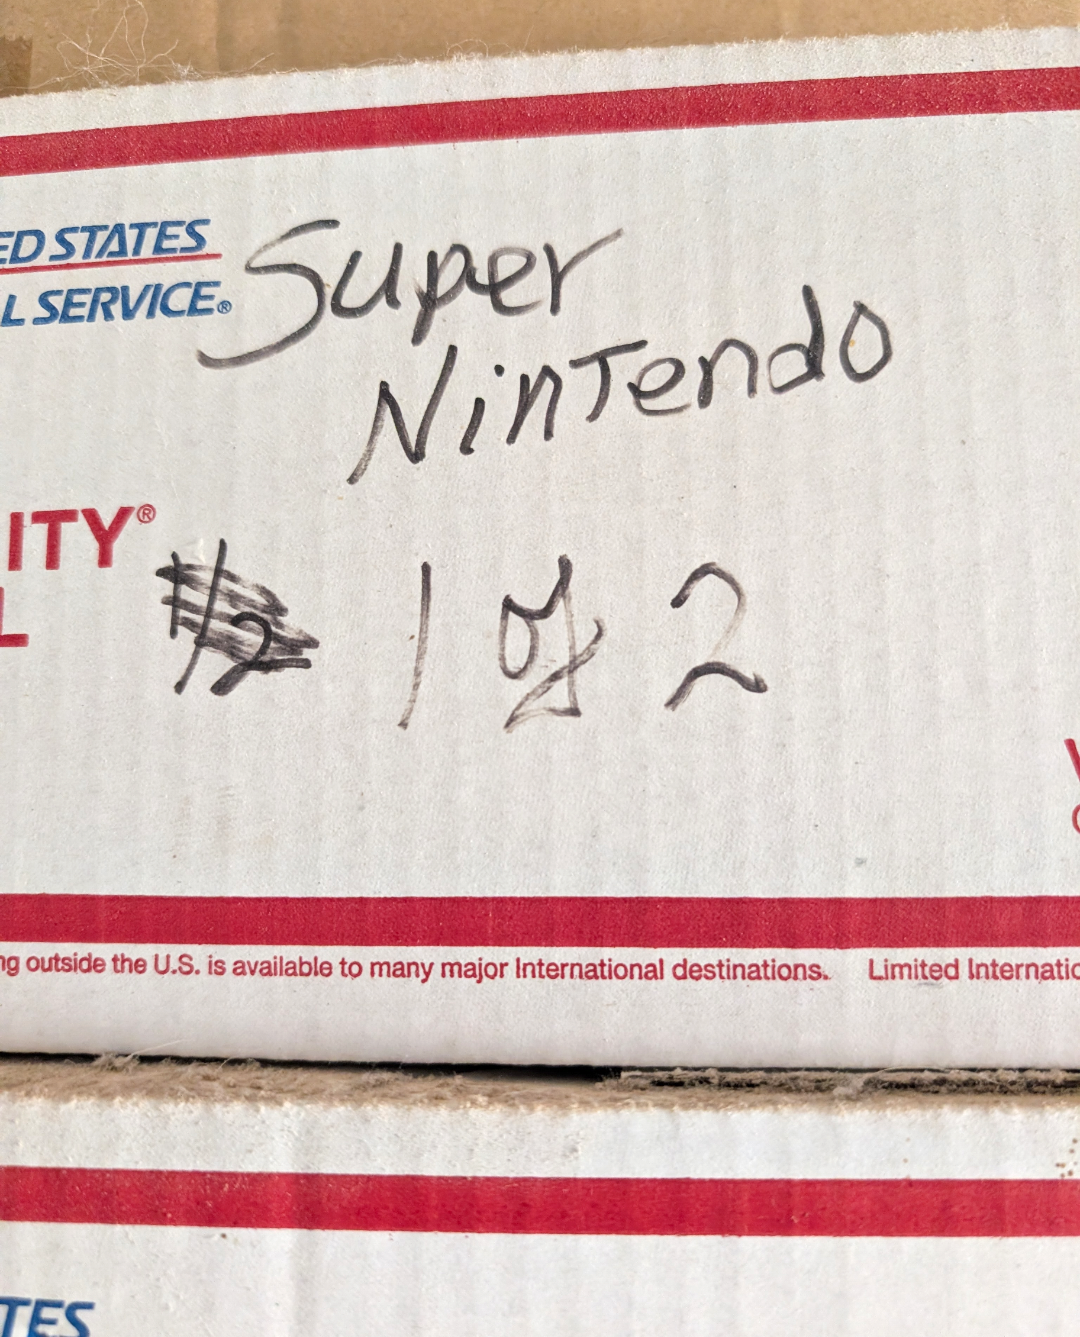 ED STATES
L SERVICE®
Super
Nintendo
ITY®
L
1 of 2
ng outside the U.S. is available to many major International destinations. Limited Internatio
TES